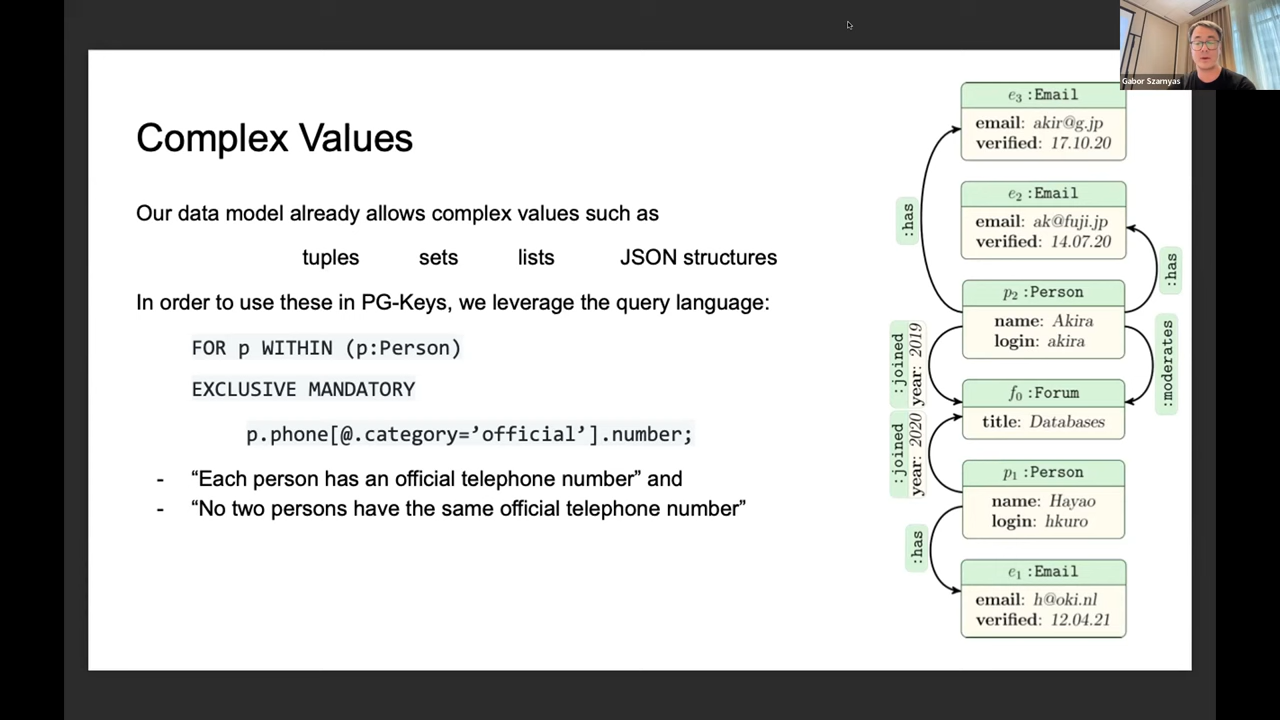 Gabor Szarnyas
Complex Values
Our data model already allows complex values such as
tuples sets lists JSON structures
In order to use these in PG-Keys, we leverage the query language:
FOR p WITHIN (p:Person)
EXCLUSIVE MANDATORY
p.phone[@.category=’official’].number;
- “Each person has an official telephone number” and
- “No two persons have the same official telephone number”
e3 :Email
email: akir@g.jp
verified: 17.10.20
:has
e2 :Email
email: ak@fuji.jp
verified: 14.07.20
:has
p2 :Person
name: Akira
login: akira
:joined
year: 2019
:moderates
f0 :Forum
title: Databases
:joined
year: 2020
p1 :Person
name: Hayao
login: hkuro
:has
e1 :Email
email: h@oki.nl
verified: 12.04.21